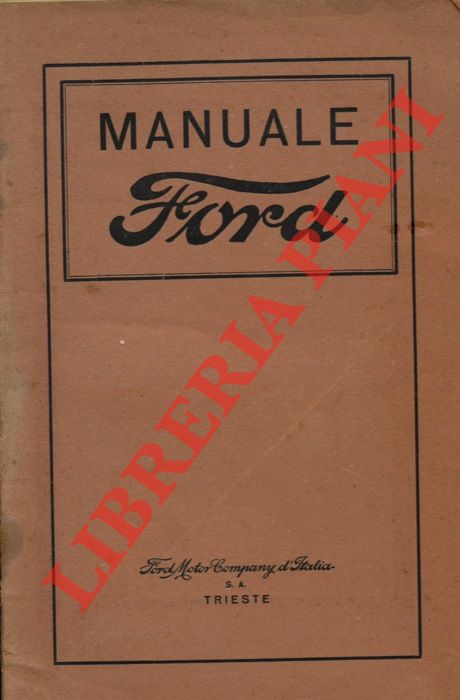 MANUALE
Ford
LIBRERIA PIANI
Ford Motor Company d'Italia
S. A.
TRIESTE